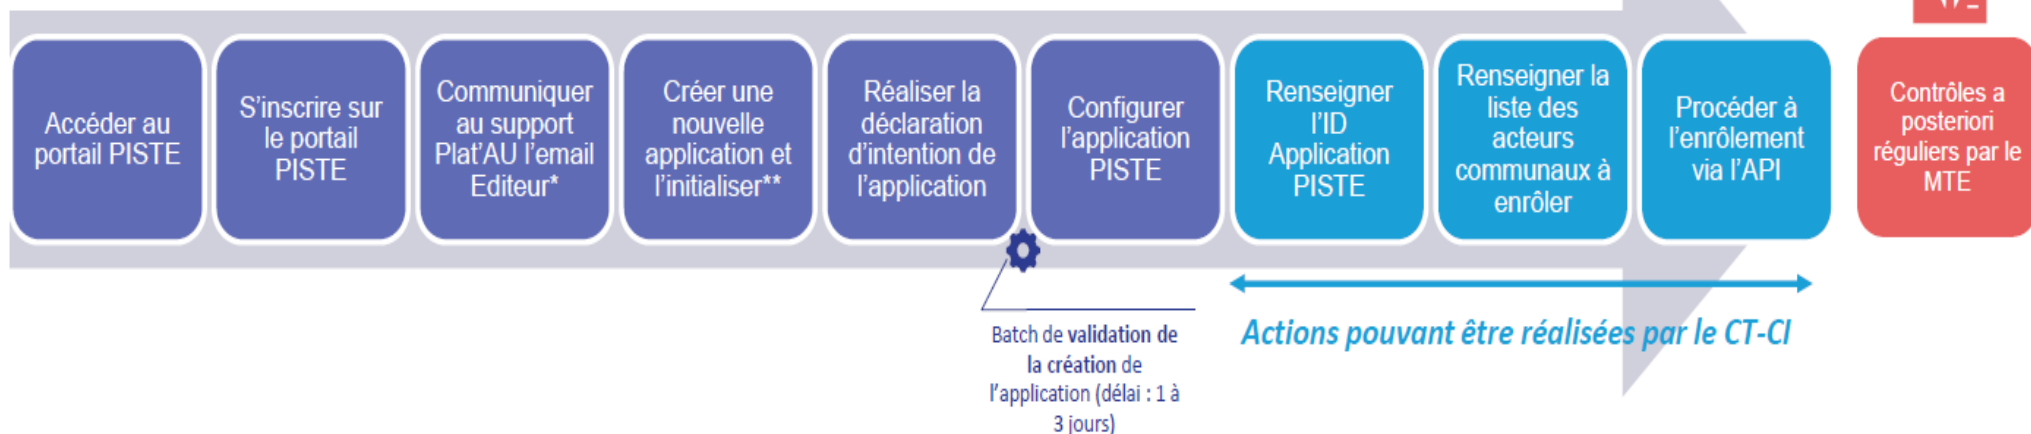 Accéder au
portail PISTE
S'inscrire sur
le portail
PISTE
Communiquer
au support
Plat'AU l'email
Editeur*
Créer une
nouvelle
application et
l'initialiser**
Réaliser la
déclaration
d'intention de
l'application
Configurer
l'application
PISTE
Renseigner
l'ID
Application
PISTE
Renseigner la
liste des
acteurs
communaux à
enrôler
Procéder à
l'enrôlement
via l'API
Contrôles a
posteriori
réguliers par le
MTE
Batch de validation de
la création de
l'application (délai : 1 à
3 jours)
Actions pouvant être réalisées par le CT-CI